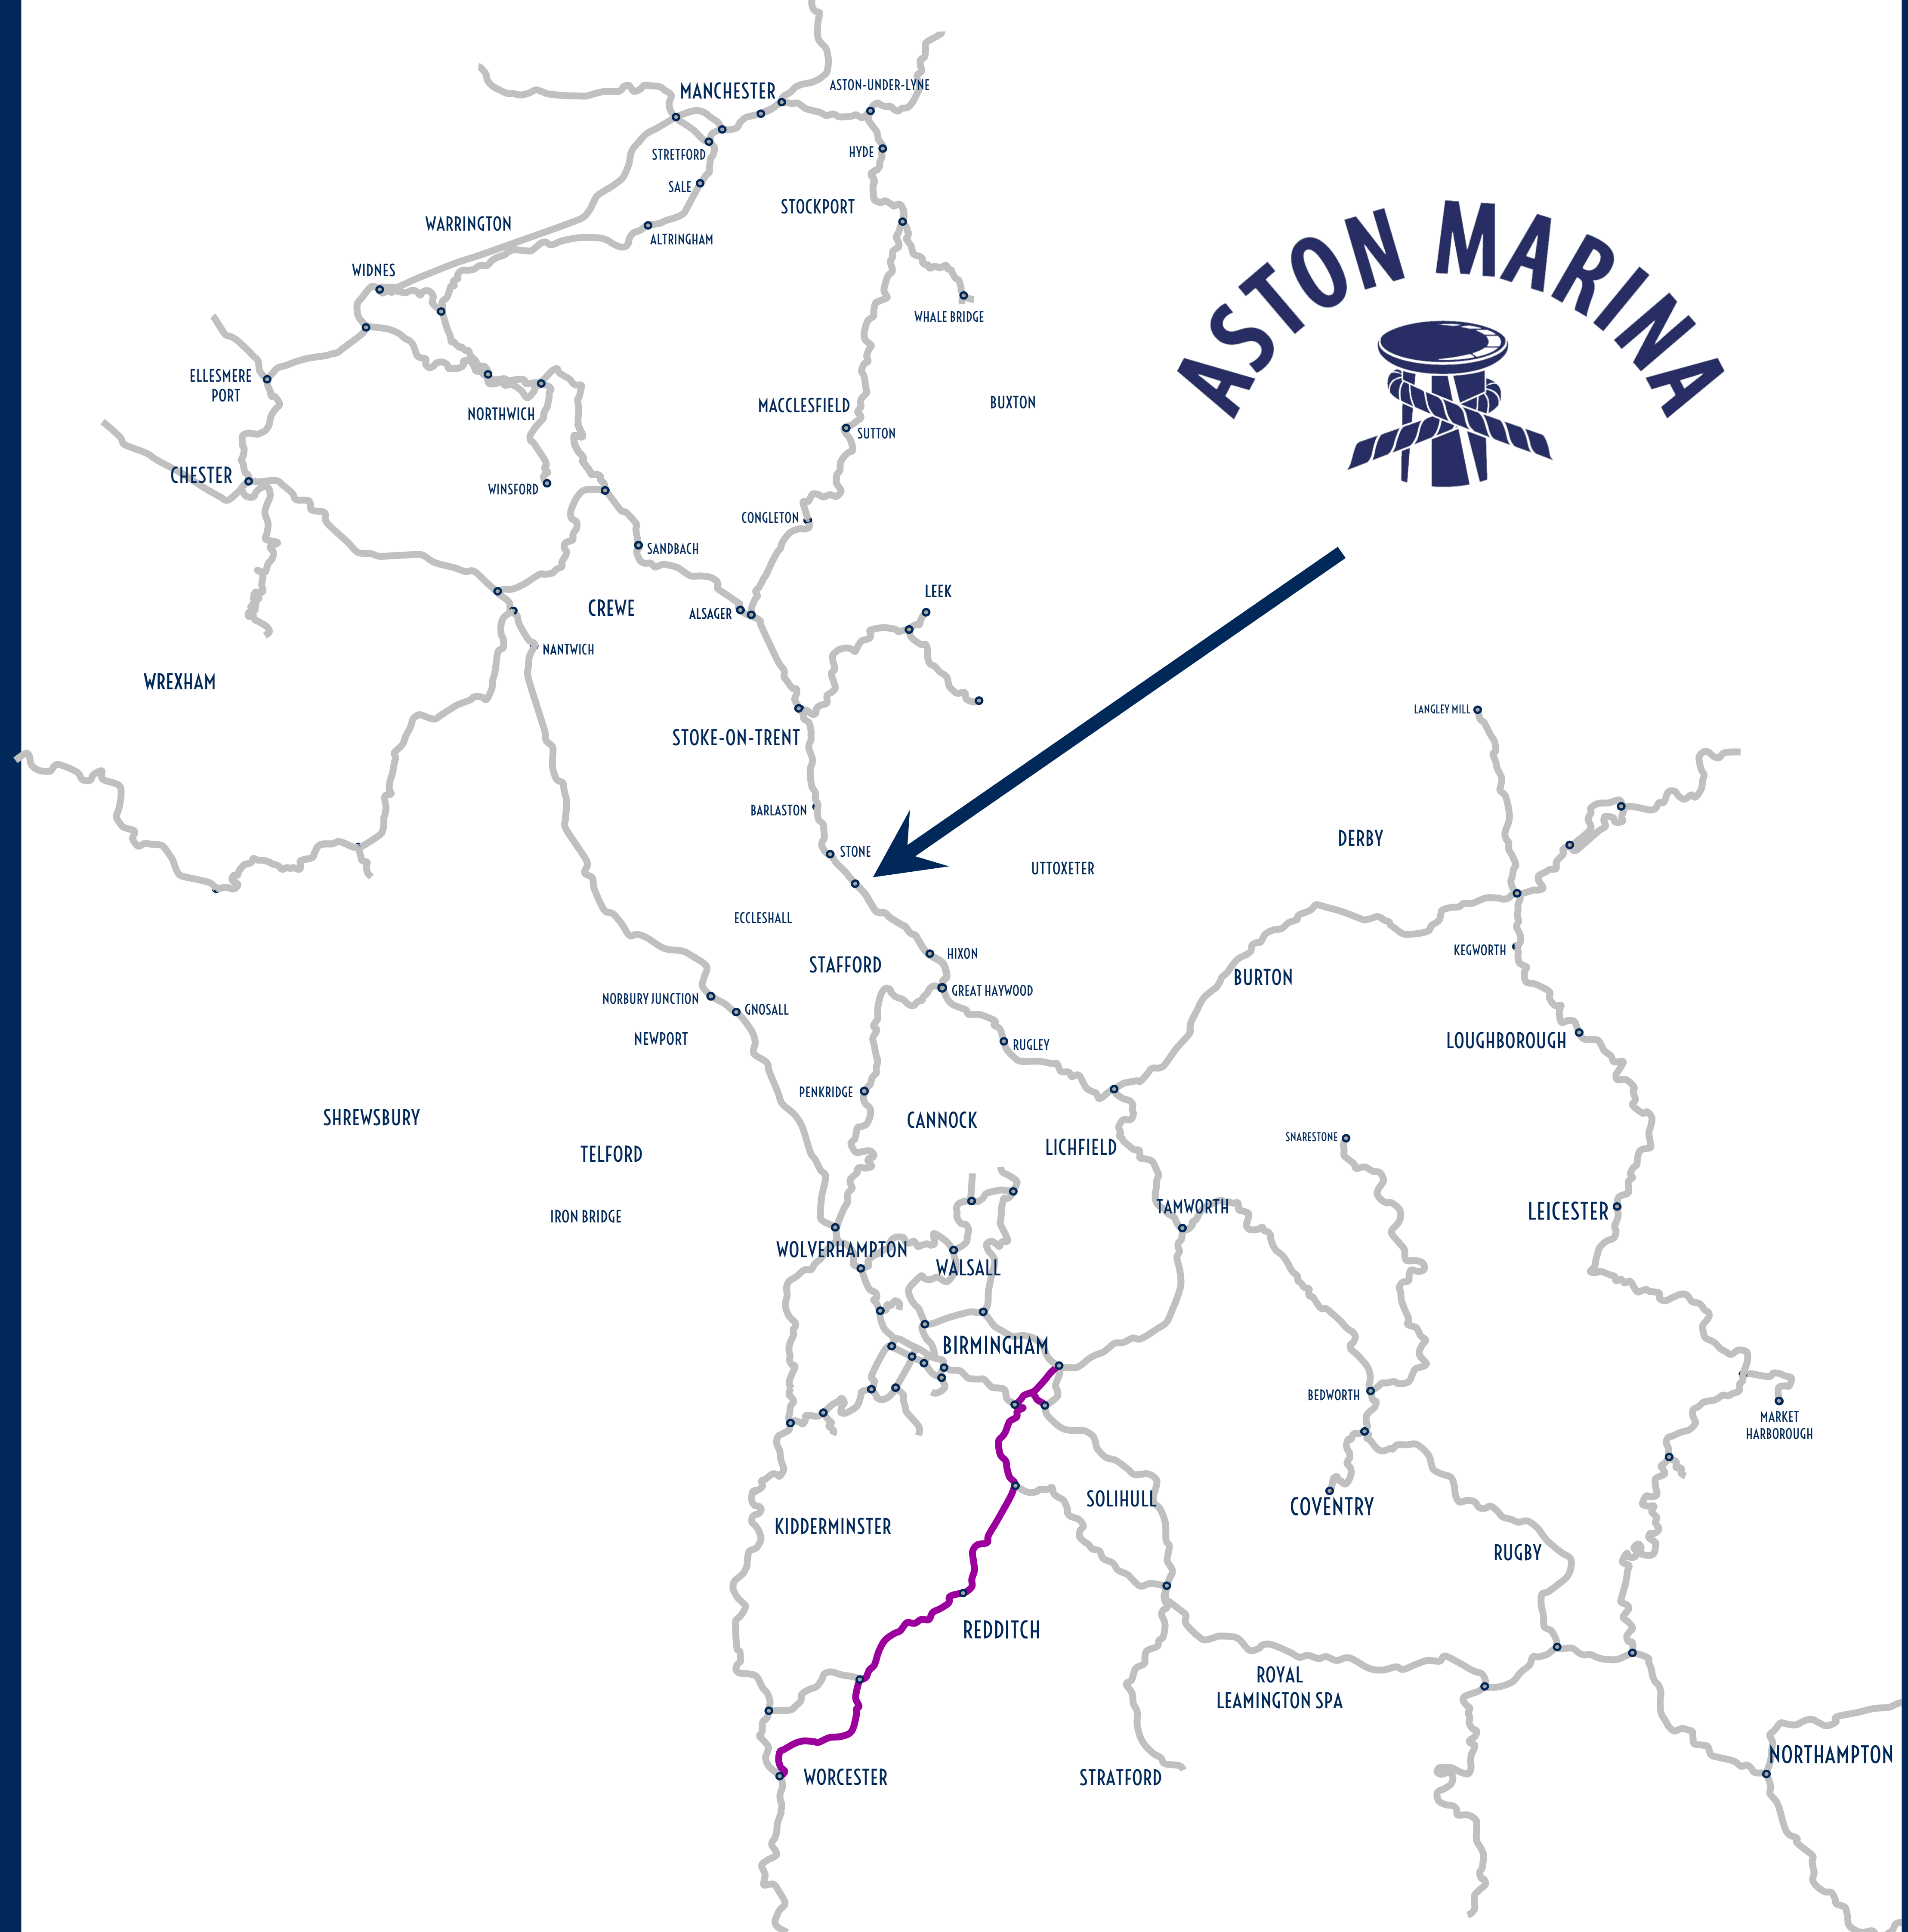 MANCHESTER
ASTON-UNDER-LYNE
STRETFORD
HYDE
SALE
STOCKPORT
WARRINGTON
ALTRINGHAM
WIDNES
WHALE BRIDGE
ASTON MARINA
ELLESMERE
PORT
NORTHWICH
MACCLESFIELD
BUXTON
SUTTON
CHESTER
WINSFORD
CONGLETON
SANDBACH
LEEK
CREWE
ALSAGER
NANTWICH
WREXHAM
LANGLEY MILL
STOKE-ON-TRENT
BARLASTON
DERBY
STONE
UTTOXETER
ECCLESHALL
HIXON
KEGWORTH
STAFFORD
BURTON
GREAT HAYWOOD
NORBURY JUNCTION
GNOSALL
NEWPORT
RUGLEY
LOUGHBOROUGH
PENKRIDGE
SHREWSBURY
CANNOCK
SNARESTONE
LICHFIELD
TELFORD
TAMWORTH
LEICESTER
IRON BRIDGE
WOLVERHAMPTON
WALSALL
BIRMINGHAM
BEDWORTH
MARKET
HARBOROUGH
SOLIHULL
COVENTRY
KIDDERMINSTER
RUGBY
REDDITCH
ROYAL
LEAMINGTON SPA
NORTHAMPTON
WORCESTER
STRATFORD